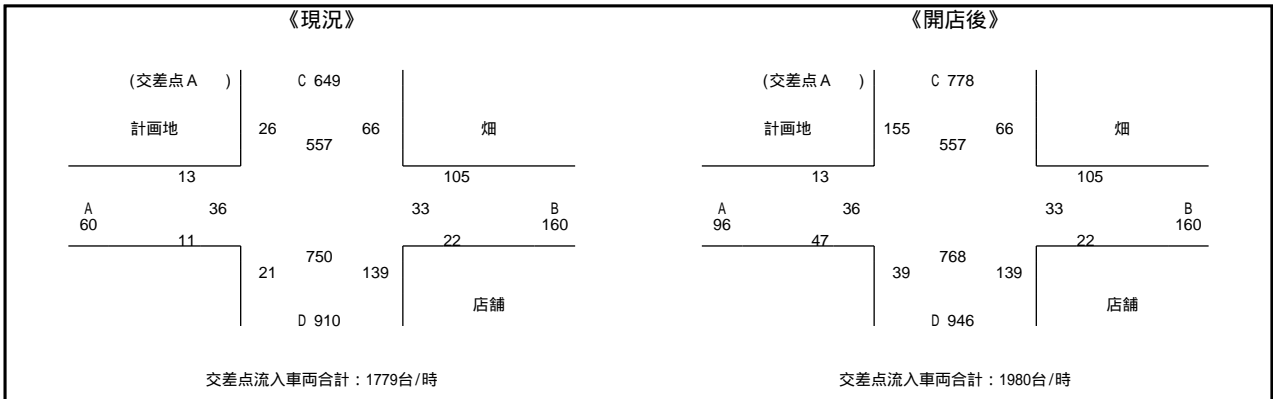 《現況》
(交差点A )
C 649
計画地
26
66
畑
557
13
105
A
36
33
B
60
160
11
22
750
21
139
店舗
D 910
交差点流入車両合計：1779台/時
《開店後》
(交差点A )
C 778
計画地
155
66
畑
557
13
105
A
36
33
B
96
160
47
22
768
39
139
店舗
D 946
交差点流入車両合計：1980台/時